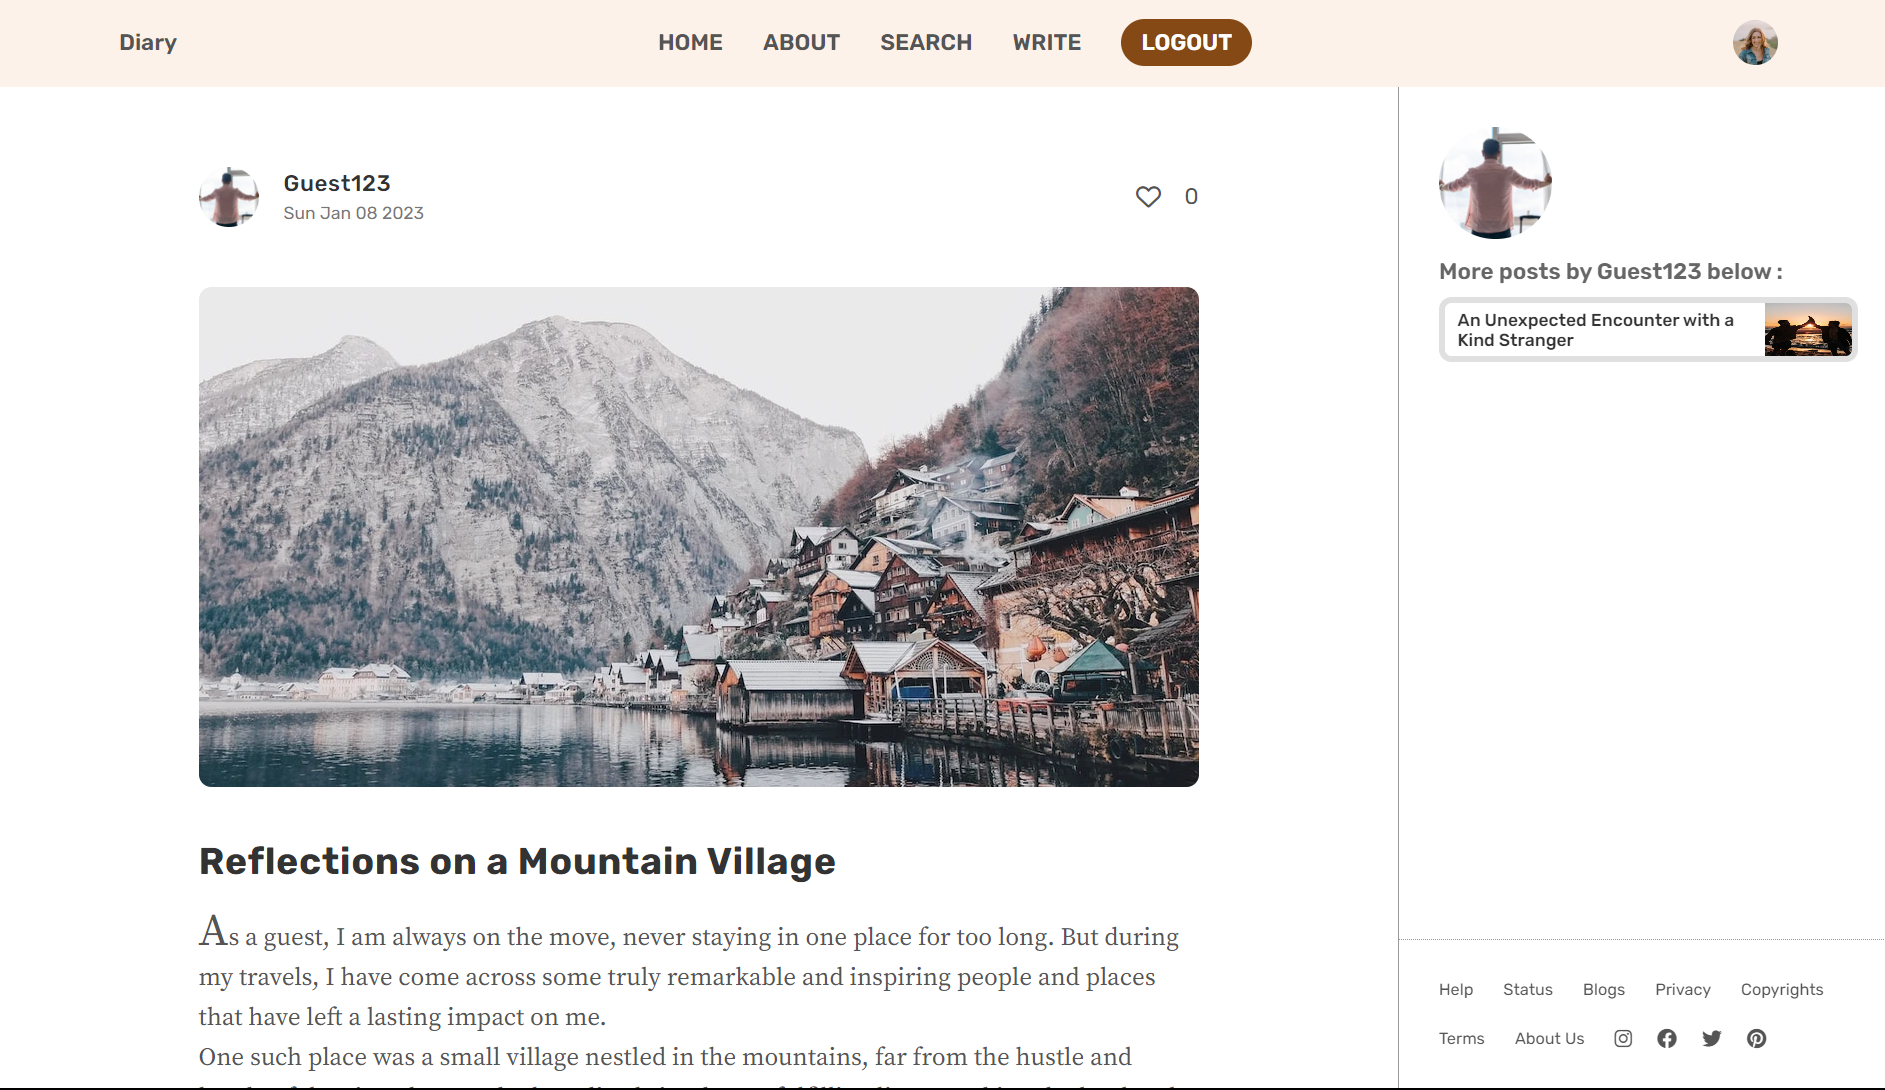 Diary
HOME ABOUT SEARCH WRITE LOGOUT
Guest123
Sun Jan 08 2023
0
Reflections on a Mountain Village
As a guest, I am always on the move, never staying in one place for too long. But during
my travels, I have come across some truly remarkable and inspiring people and places
that have left a lasting impact on me.
One such place was a small village nestled in the mountains, far from the hustle and
More posts by Guest123 below :
An Unexpected Encounter with a
Kind Stranger
Help Status Blogs Privacy Copyrights
Terms About Us